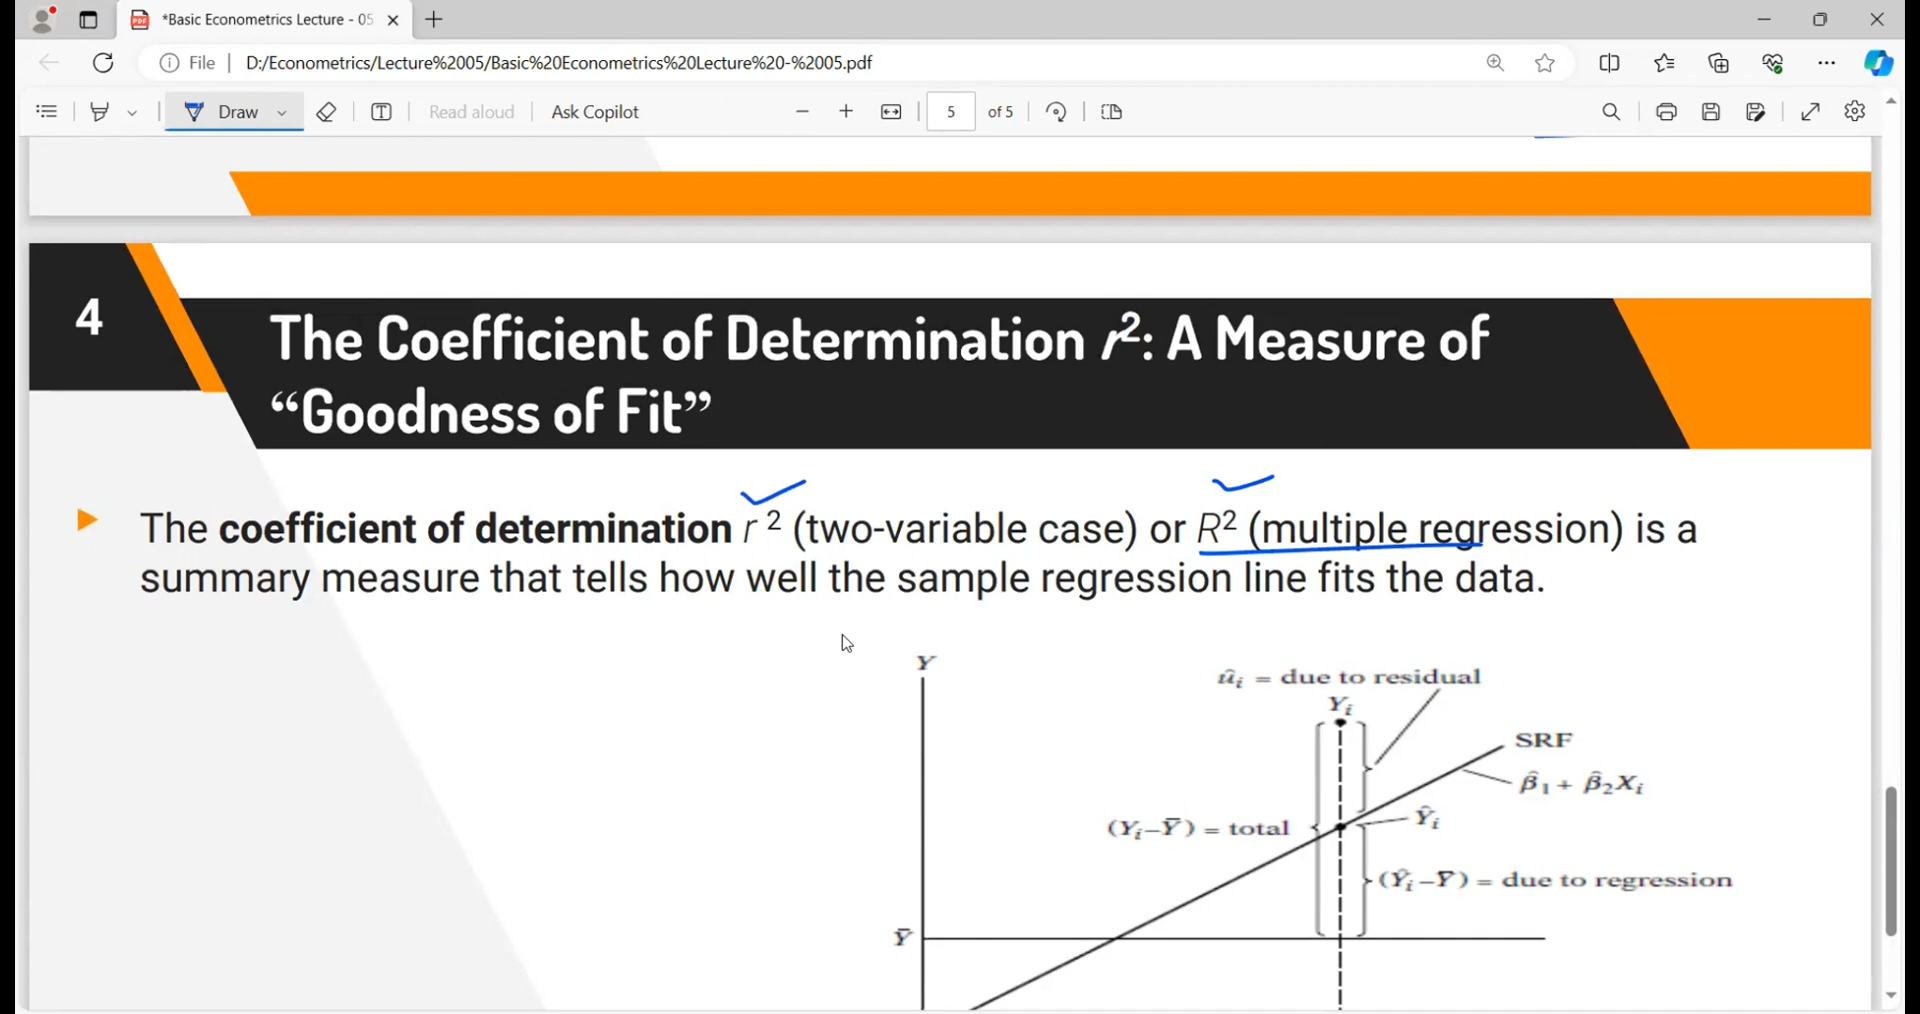 *Basic Econometrics Lecture - 05
File
D:/Econometrics/Lecture%2005/Basic%20Econometrics%20Lecture%20-%2005.pdf
Draw
Read aloud
Ask Copilot
5
of 5
4
The Coefficient of Determination r²: A Measure of
“Goodness of Fit”
The coefficient of determination r ² (two-variable case) or R² (multiple regression) is a
summary measure that tells how well the sample regression line fits the data.
Y
ûᵢ = due to residual
Yᵢ
SRF
β̂₁ + β̂₂Xᵢ
(Yᵢ–Ȳ) = total
Ŷᵢ
(Ŷᵢ–Ȳ) = due to regression
Ȳ